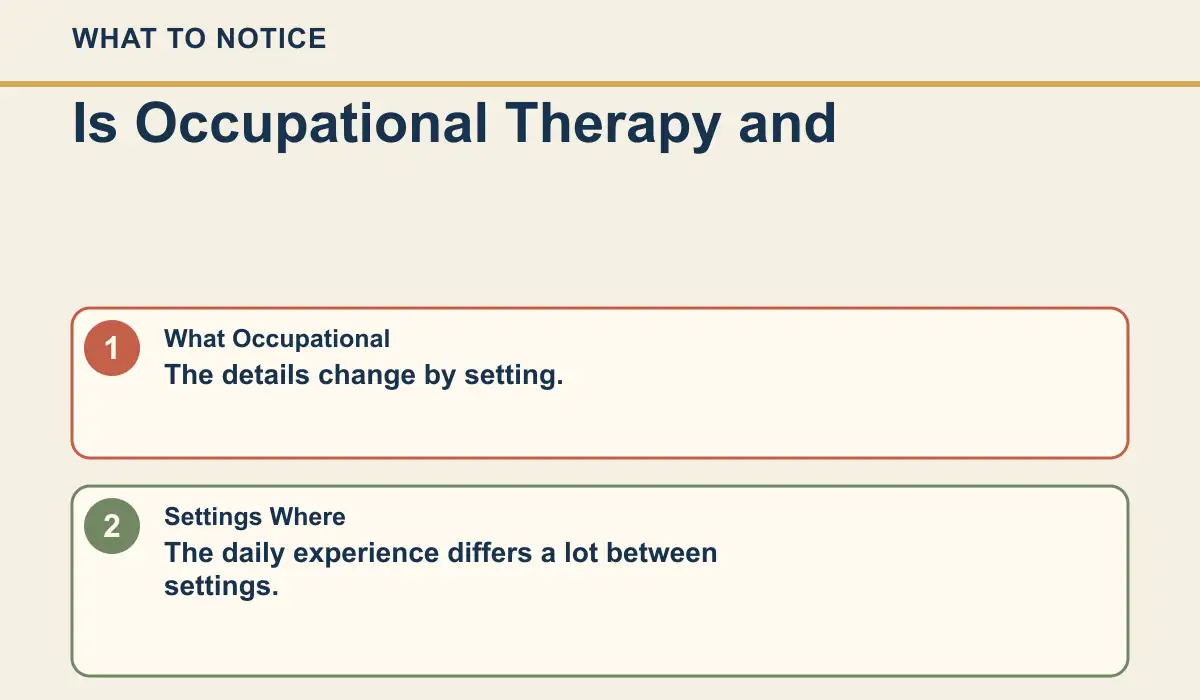 WHAT TO NOTICE
Is Occupational Therapy and
1
What Occupational
The details change by setting.
2
Settings Where
The daily experience differs a lot between
settings.